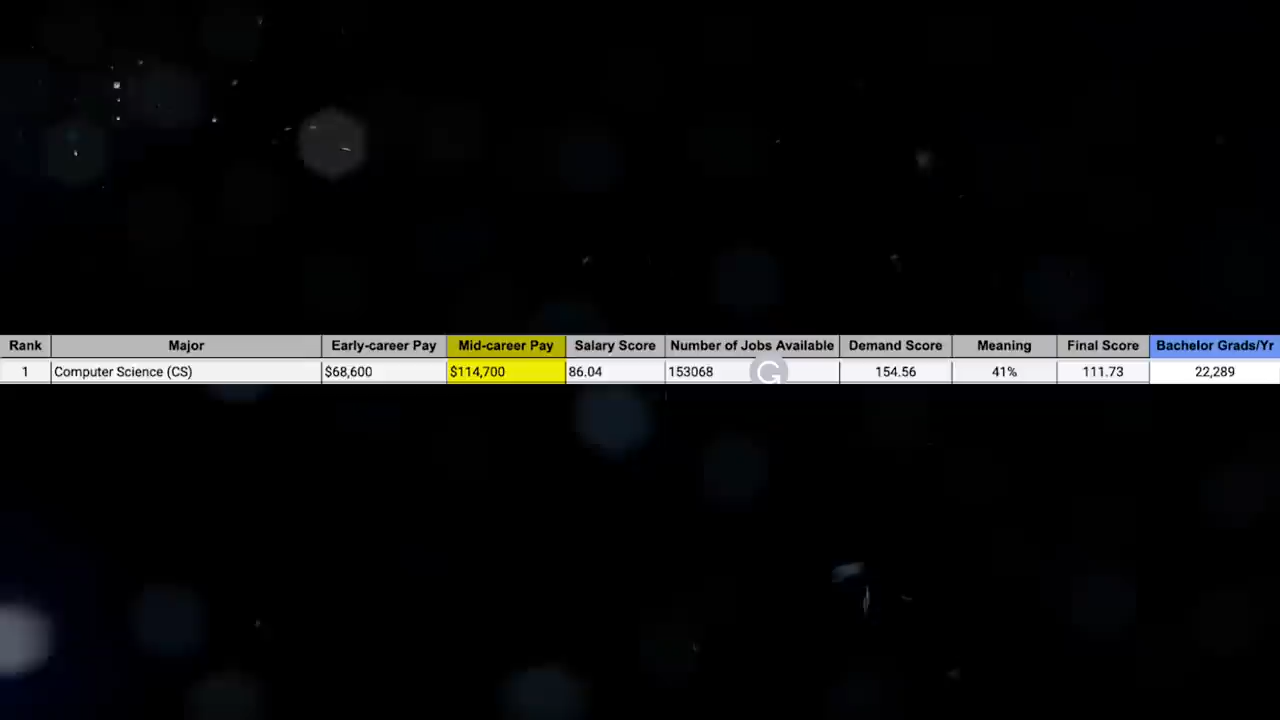 Rank Major Early-career Pay Mid-career Pay Salary Score Number of Jobs Available Demand Score Meaning Final Score Bachelor Grads/Yr
1 Computer Science (CS) $68,600 $114,700 86.04 153068 G 154.56 41% 111.73 22,289